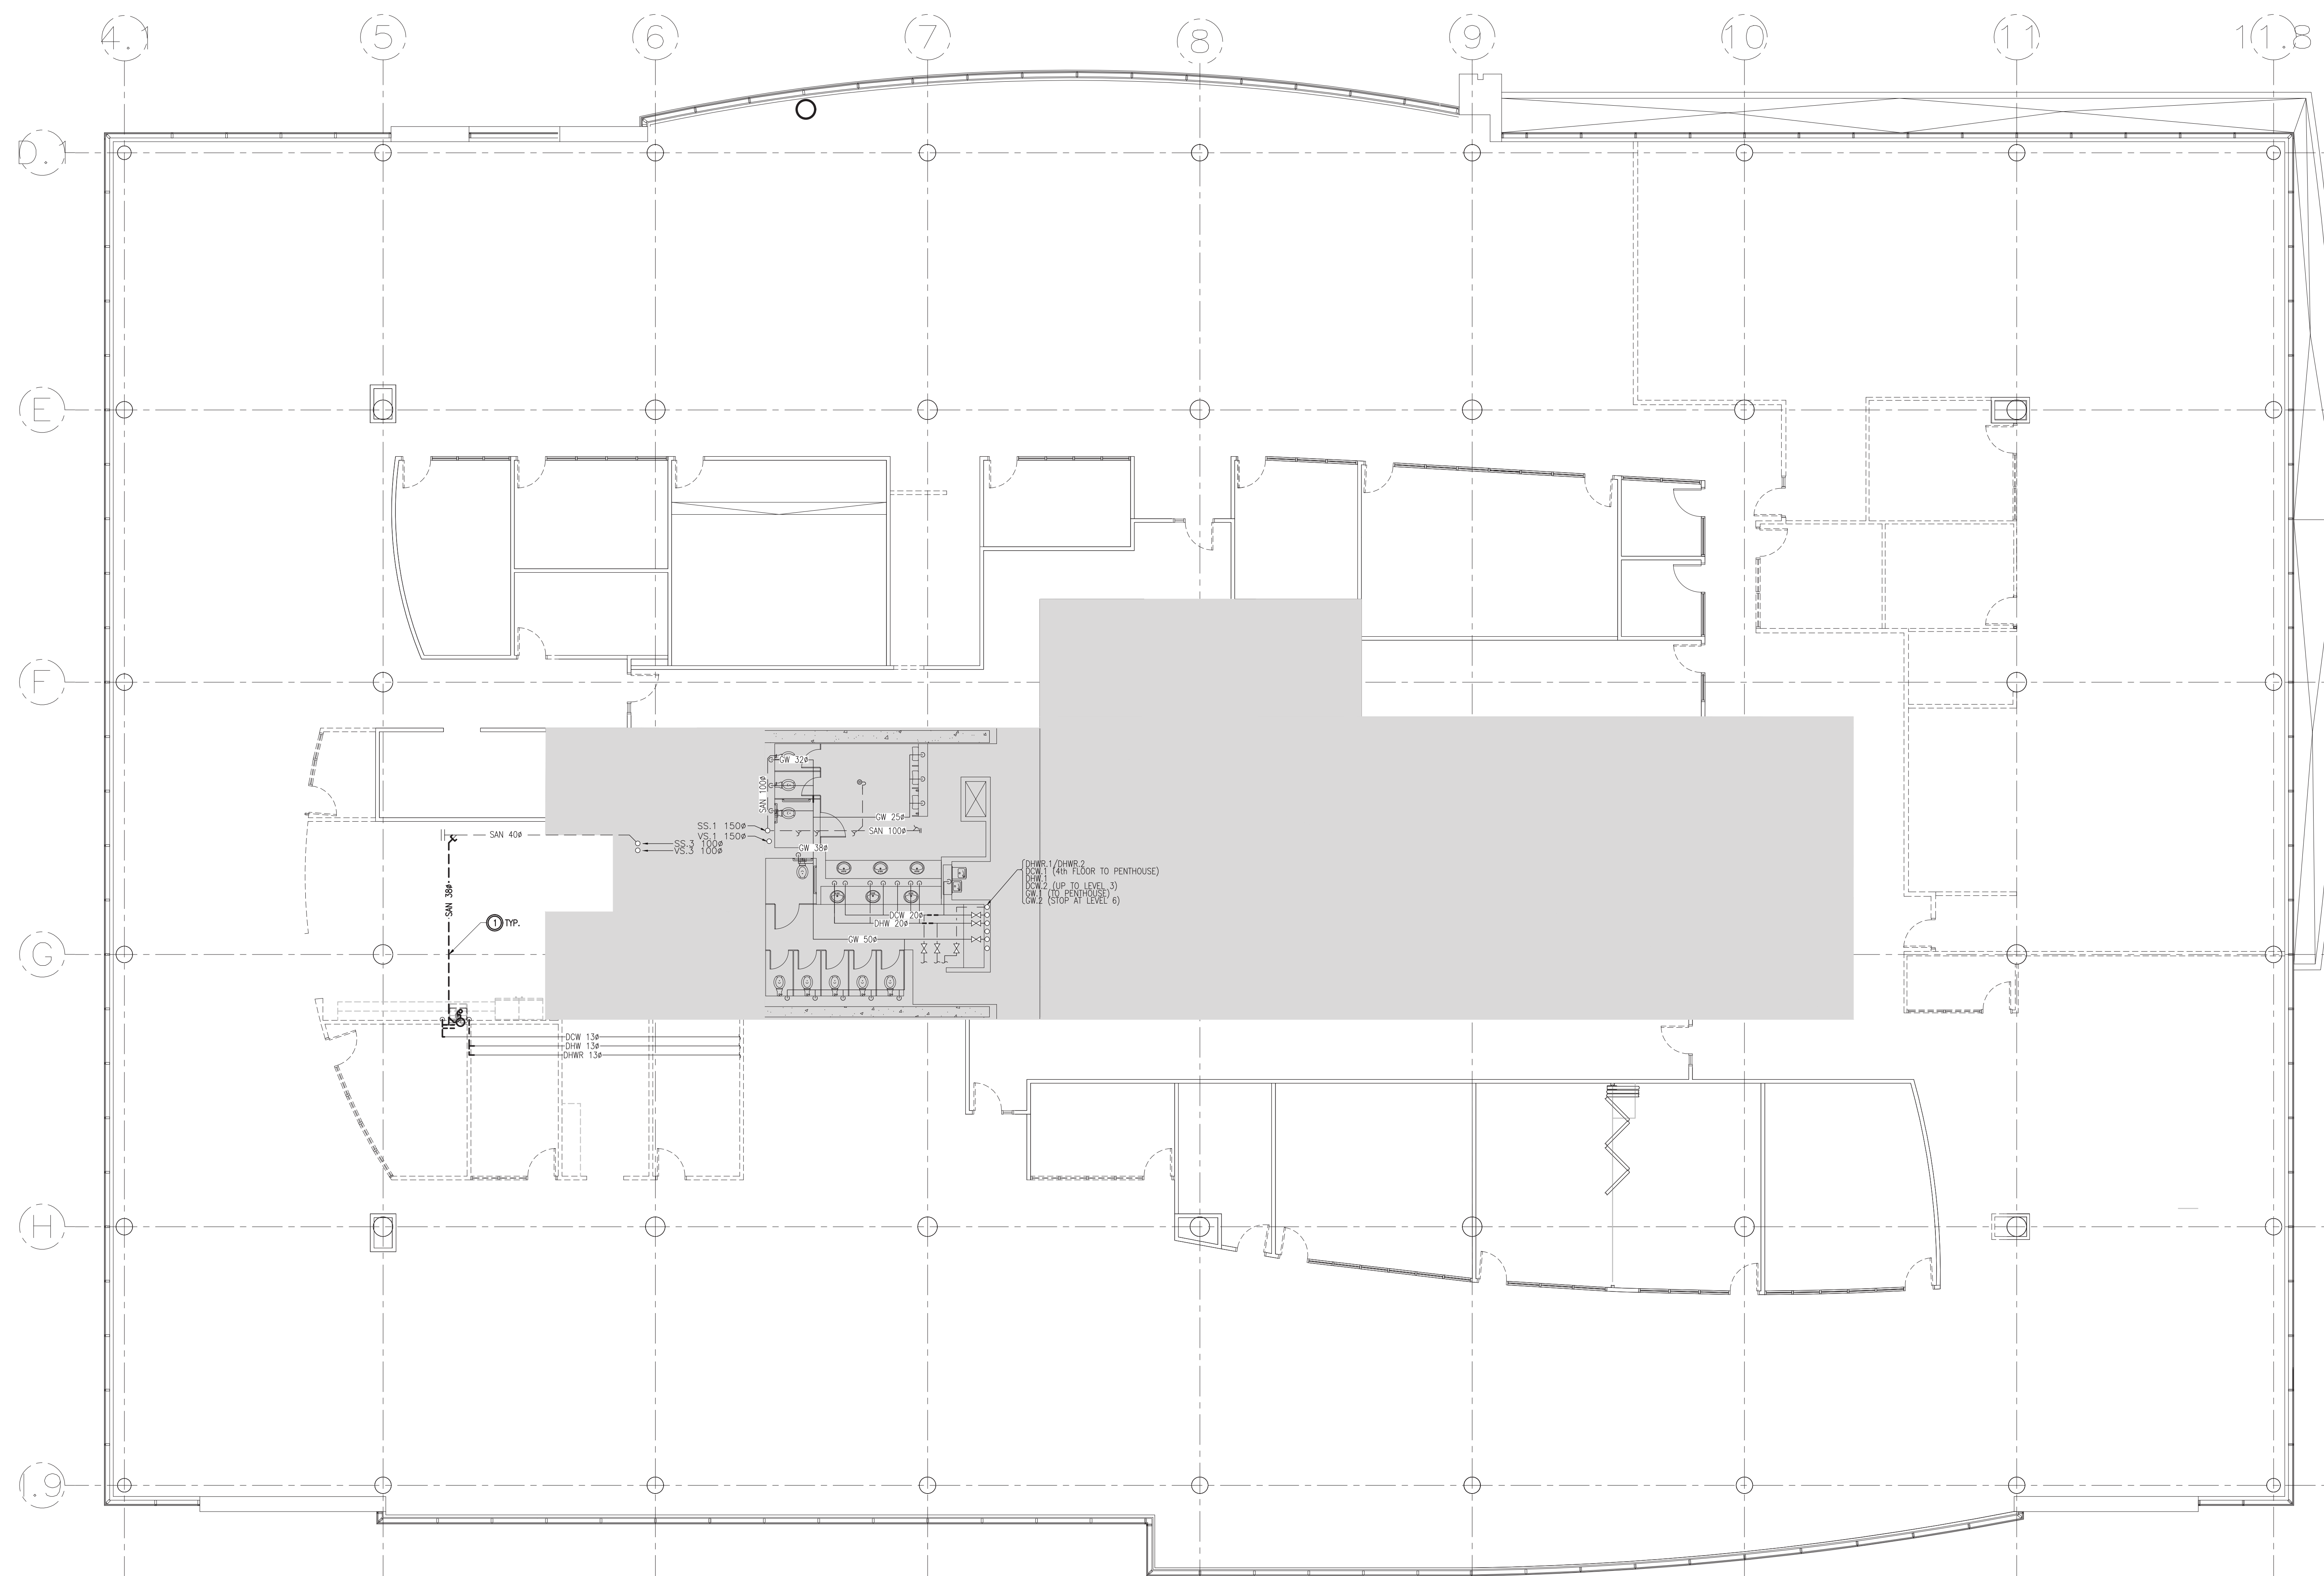 4.1
5
6
7
8
9
10
11
11.8
D.1
E
F
GW 32ø
SAN 100ø
GW 25ø
SS.1 150ø
SAN 100ø
SAN 40ø
VS.1 150ø
SS.3 100ø
VS.3 100ø
GW 38ø
DHWR.1/DHWR.2
DCW.1 (4th FLOOR TO PENTHOUSE)
DHW.1
DCW.2 (UP TO LEVEL 3)
GW.1 (TO PENTHOUSE)
GW.2 (STOP AT LEVEL 6)
SAN 38ø
1 TYP.
DCW 20ø
DHW 20ø
GW 50ø
G
DCW 13ø
DHW 13ø
DHWR 13ø
H
I.9